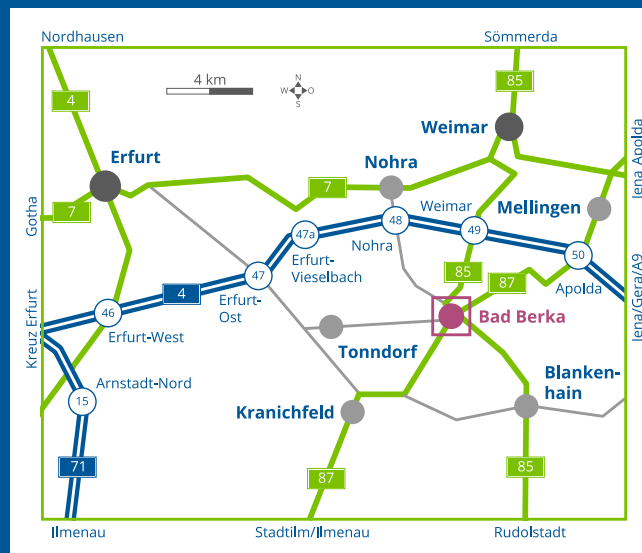 Nordhausen
Sömmerda
4 km
N
W
O
S
85
4
Weimar
Erfurt
Nohra
7
7
Gotha
Jena
Apolda
Mellingen
Weimar
47a
48
49
Nohra
Erfurt-
Vieselbach
50
47
85
87
Apolda
4
Erfurt-
Ost
Kreuz Erfurt
Jena/Gera/A9
46
Erfurt-West
Bad Berka
Tonndorf
Arnstadt-Nord
15
Blanken-
hain
Kranichfeld
71
87
85
Ilmenau
Stadtilm/Ilmenau
Rudolstadt